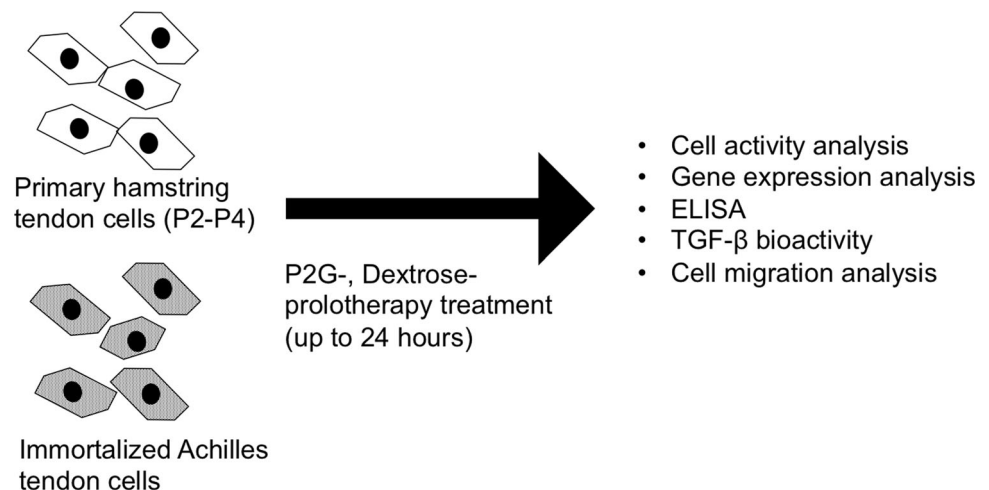 Primary hamstring
tendon cells (P2-P4)
Immortalized Achilles
tendon cells
P2G-, Dextrose-
prolotherapy treatment
(up to 24 hours)
• Cell activity analysis
• Gene expression analysis
• ELISA
• TGF-β bioactivity
• Cell migration analysis